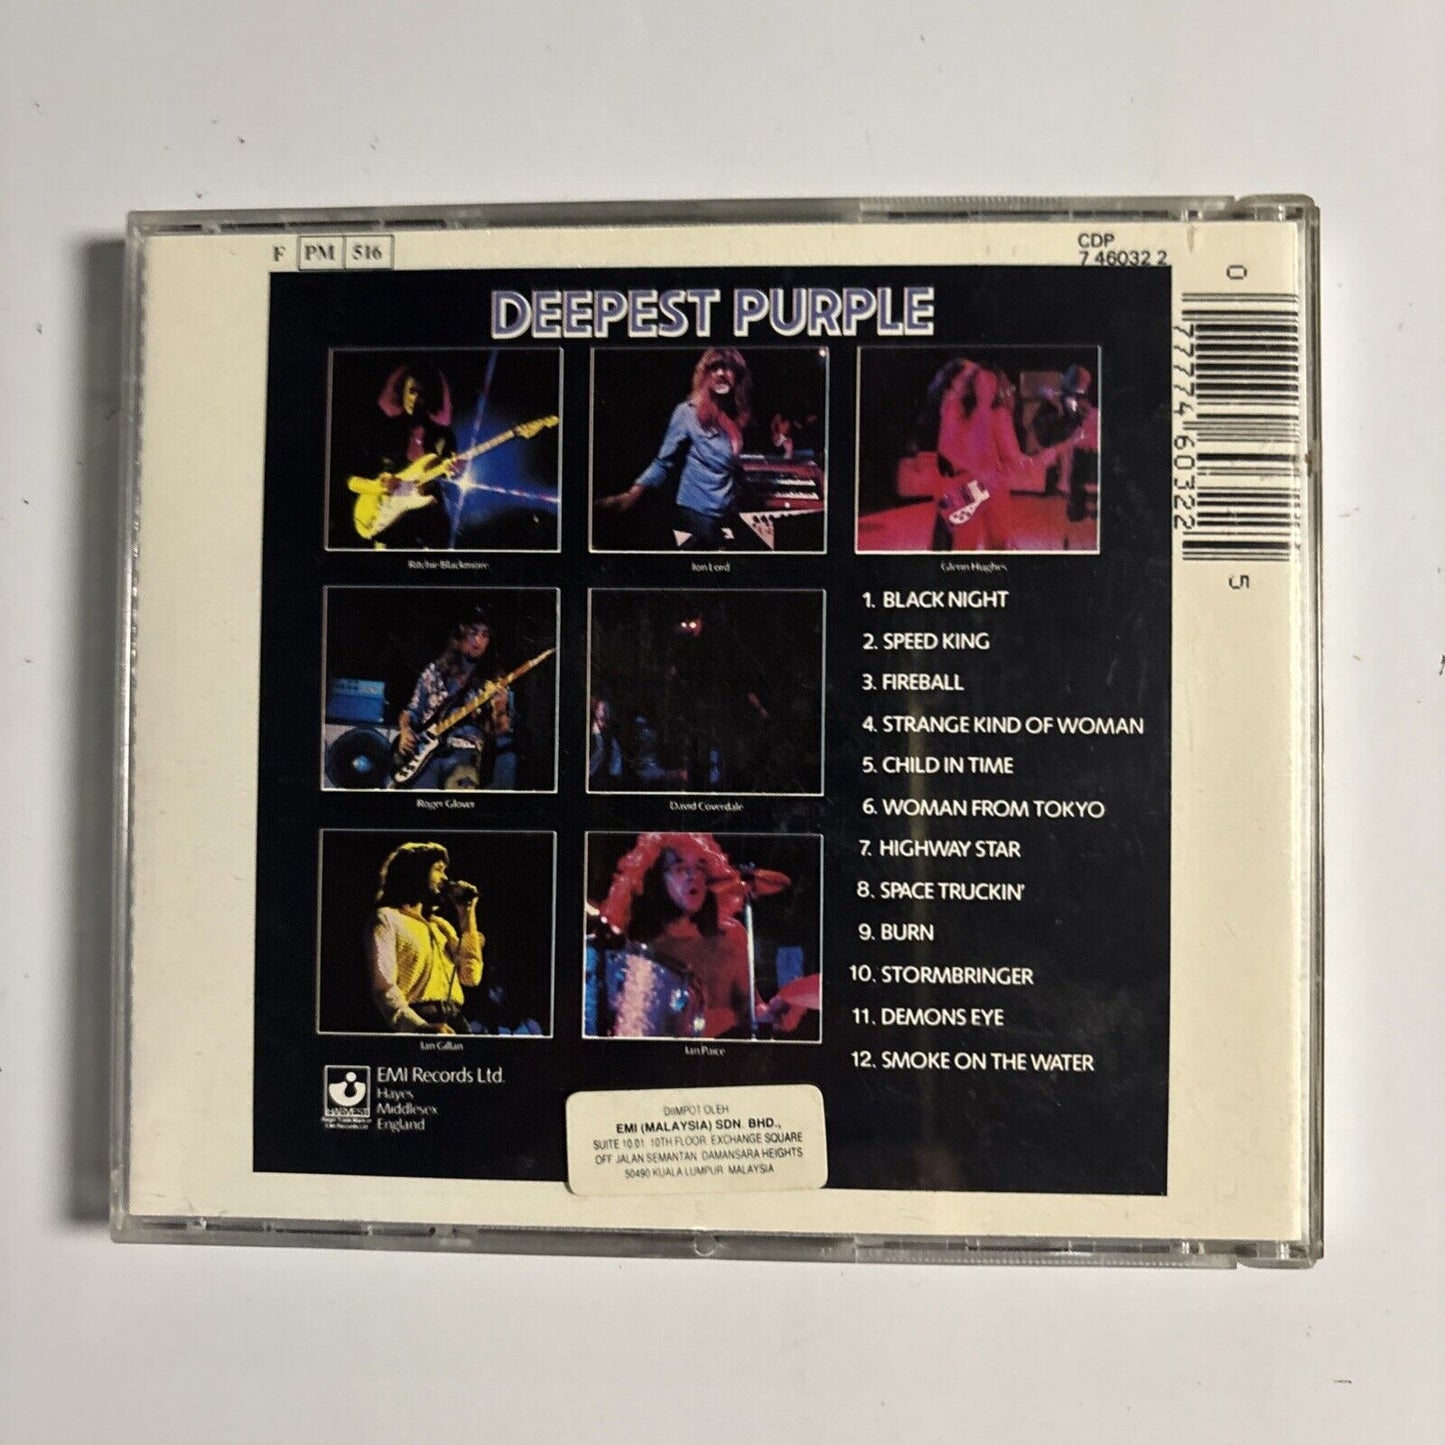 F PM 516
CDP
7 46032 2
0 77774 60322 5
DEEPEST PURPLE
Ritchie Blackmore
Jon Lord
Glenn Hughes
Roger Glover
David Coverdale
Ian Gillan
Ian Paice
1. BLACK NIGHT
2. SPEED KING
3. FIREBALL
4. STRANGE KIND OF WOMAN
5. CHILD IN TIME
6. WOMAN FROM TOKYO
7. HIGHWAY STAR
8. SPACE TRUCKIN'
9. BURN
10. STORMBRINGER
11. DEMONS EYE
12. SMOKE ON THE WATER
HARVEST
EMI Records Ltd.
Hayes
Middlesex
England
DIIMPOT OLEH
EMI (MALAYSIA) SDN. BHD.,
SUITE 10.01 10TH FLOOR EXCHANGE SQUARE
OFF JALAN SEMANTAN DAMANSARA HEIGHTS
50490 KUALA LUMPUR MALAYSIA